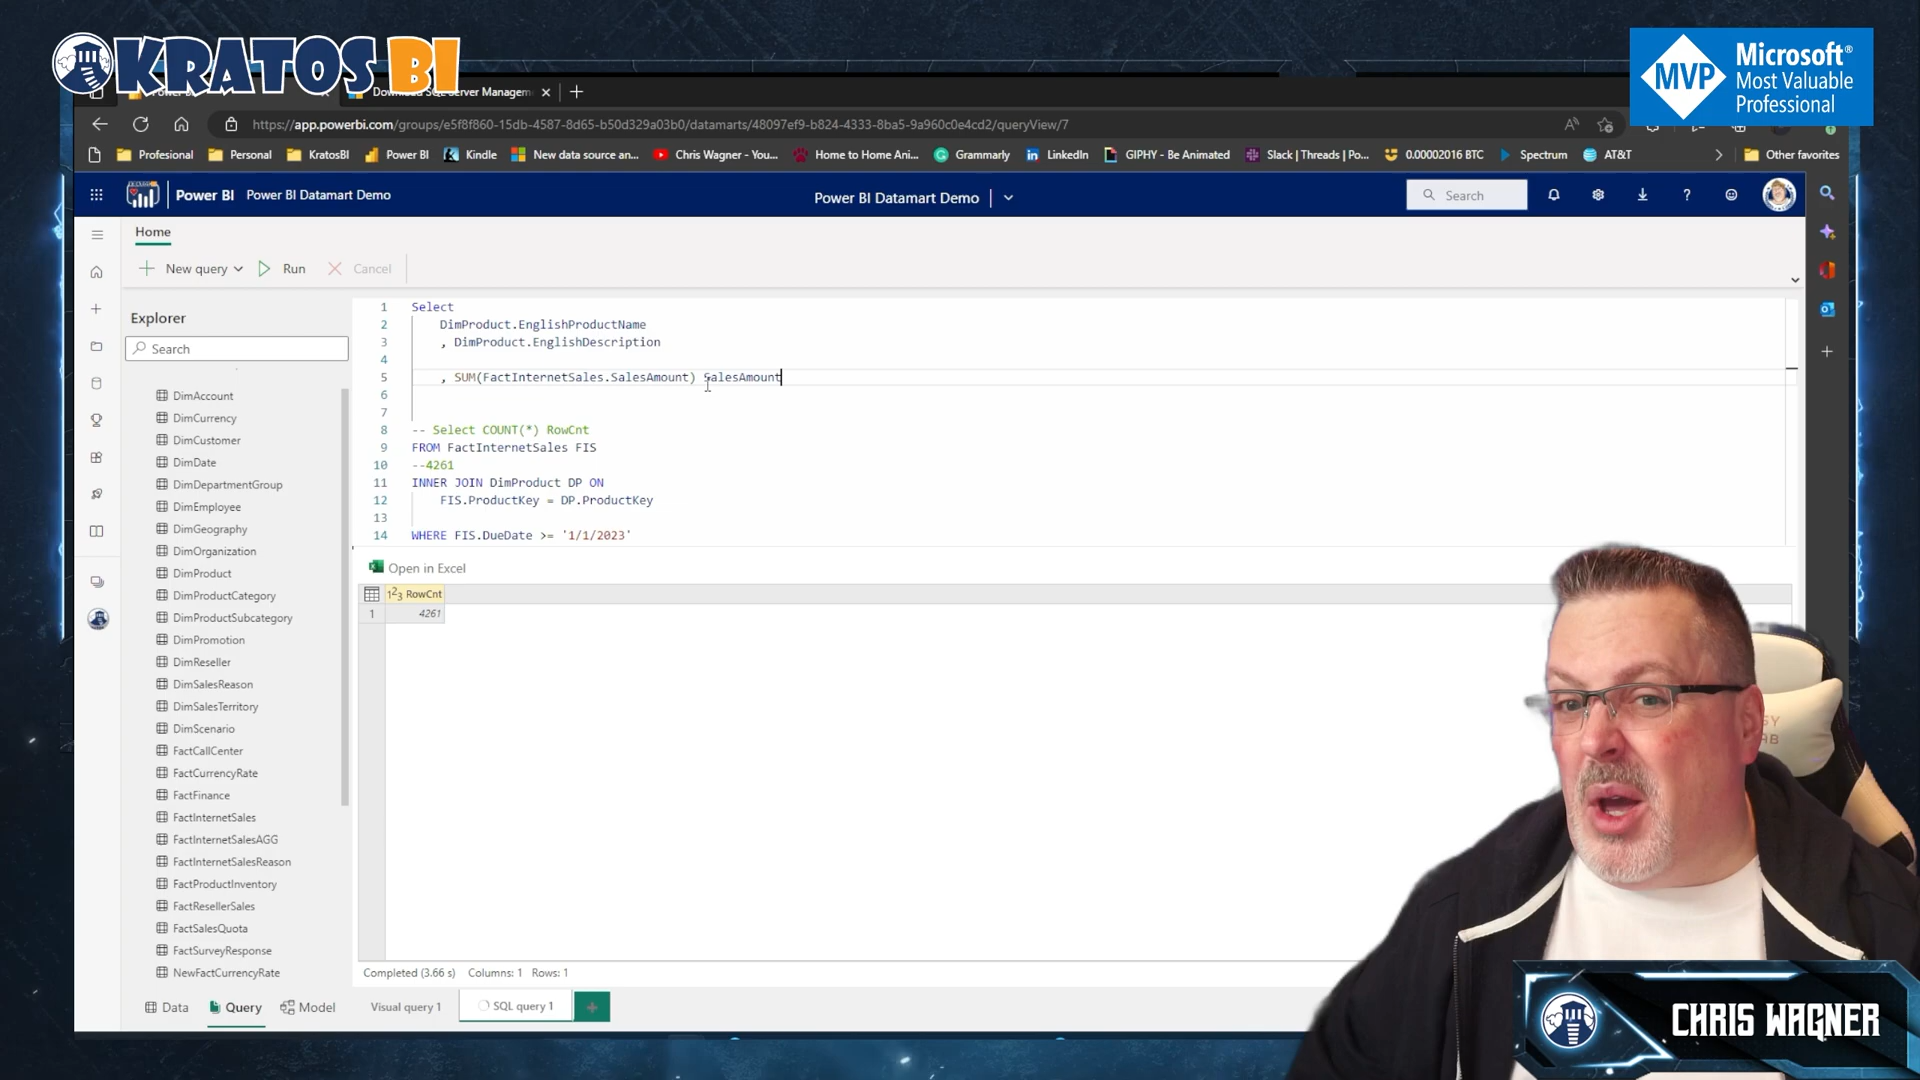 KRATOS BI
MVP
Microsoft®
Most Valuable
Professional
Download SQL Server Managem
https://app.powerbi.com/groups/e5f8f860-15db-4587-8d65-b50d329a03b0/datamarts/48097ef9-b824-4333-8ba5-9a960c0e4cd2/queryView/7
Profesional
Personal
KratosBI
Power BI
Kindle
New data source an...
Chris Wagner - You...
Home to Home Ani...
Grammarly
LinkedIn
GIPHY - Be Animated
Slack | Threads | Po...
0.00002016 BTC
Spectrum
AT&T
Other favorites
Power BI
Power BI Datamart Demo
Power BI Datamart Demo
Search
Home
New query
Run
Cancel
Explorer
Search
DimAccount
DimCurrency
DimCustomer
DimDate
DimDepartmentGroup
DimEmployee
DimGeography
DimOrganization
DimProduct
DimProductCategory
DimProductSubcategory
DimPromotion
DimReseller
DimSalesReason
DimSalesTerritory
DimScenario
FactCallCenter
FactCurrencyRate
FactFinance
FactInternetSales
FactInternetSalesAGG
FactInternetSalesReason
FactProductInventory
FactResellerSales
FactSalesQuota
FactSurveyResponse
NewFactCurrencyRate
1 Select
2 DimProduct.EnglishProductName
3 , DimProduct.EnglishDescription
4
5 , SUM(FactInternetSales.SalesAmount) SalesAmount
6
7
8 -- Select COUNT(*) RowCnt
9 FROM FactInternetSales FIS
10 --4261
11 INNER JOIN DimProduct DP ON
12 FIS.ProductKey = DP.ProductKey
13
14 WHERE FIS.DueDate >= '1/1/2023'
Open in Excel
123 RowCnt
1 4261
Completed (3.66 s) Columns: 1 Rows: 1
Data
Query
Model
Visual query 1
SQL query 1
CHRIS WAGNER